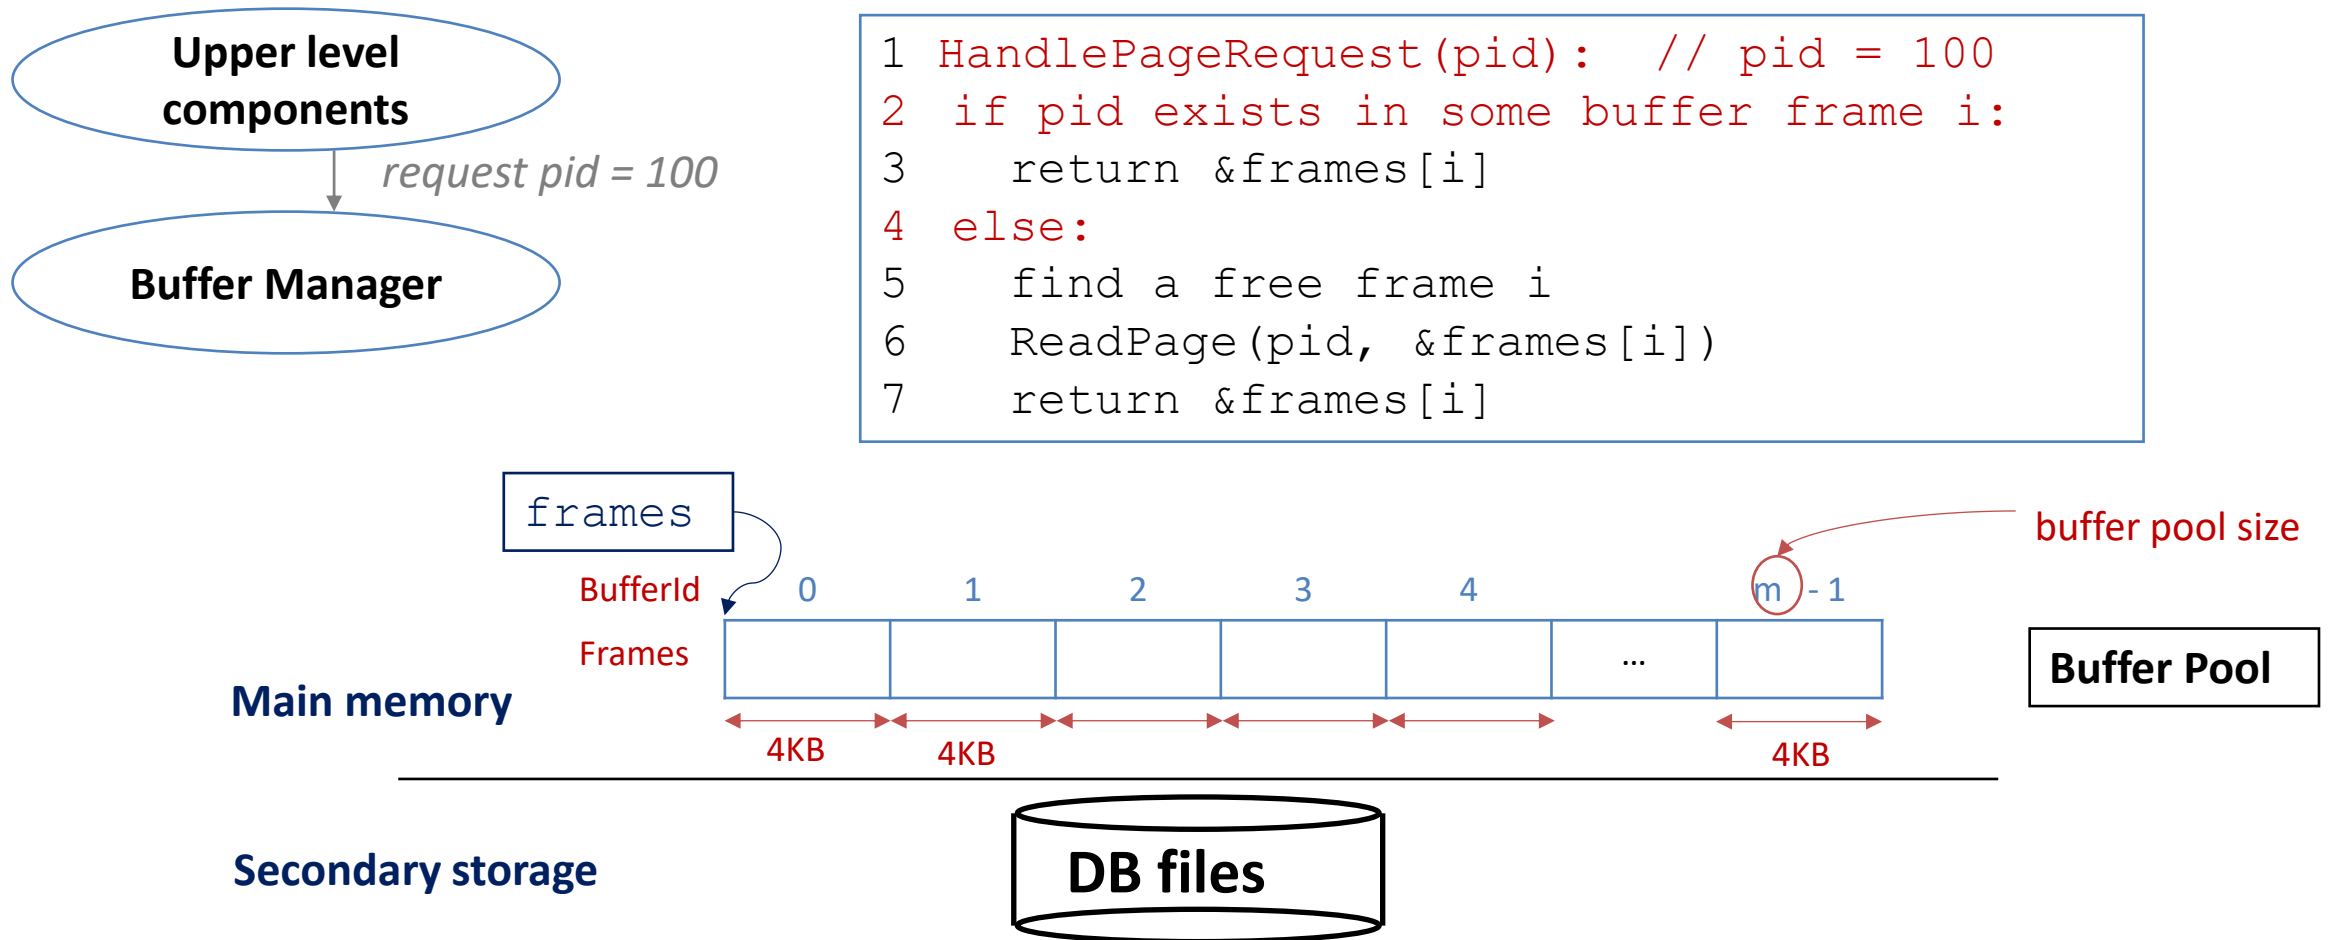 Upper level
components
request pid = 100
Buffer Manager
1 HandlePageRequest(pid): // pid = 100
2 if pid exists in some buffer frame i:
3 return &frames[i]
4 else:
5 find a free frame i
6 ReadPage(pid, &frames[i])
7 return &frames[i]
frames
buffer pool size
BufferId 0 1 2 3 4 m - 1
Frames ...
Buffer Pool
Main memory
4KB 4KB 4KB
Secondary storage
DB files